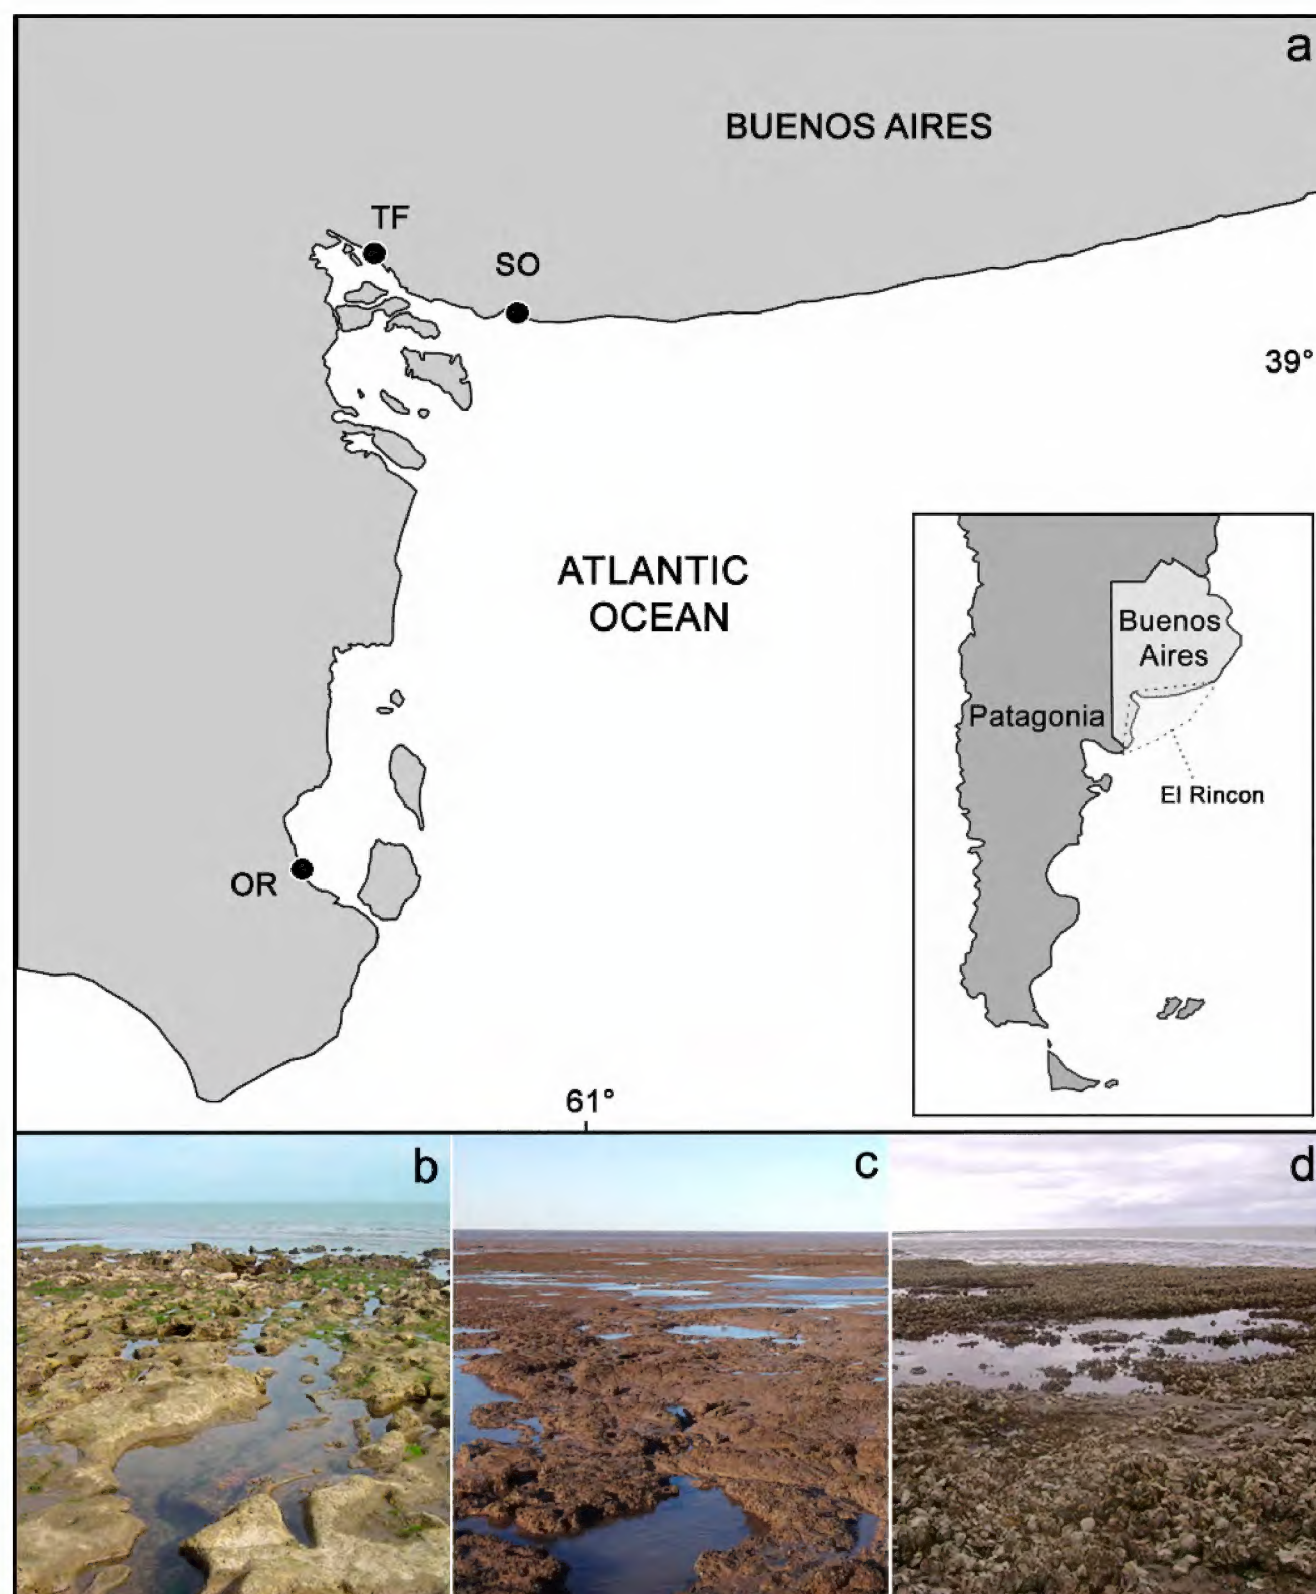 a
BUENOS AIRES
TF
SO
39°
ATLANTIC
OCEAN
Buenos
Aires
Patagonia
El Rincon
OR
61°
b
c
d